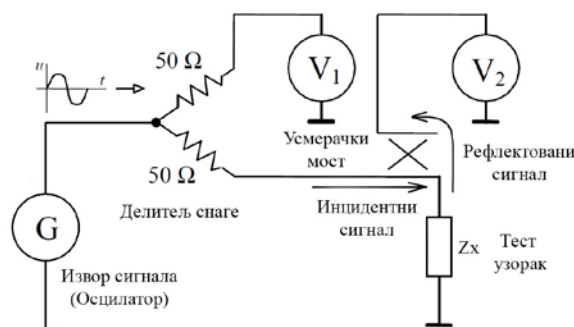 50 Ω
V1
V2
u
t
Усмерачки
мост
Рефлектовани
сигнал
50 Ω
Делитељ снаге
Инцидентни
сигнал
G
Zx
Тест
узорак
Извор сигнала
(Осцилатор)